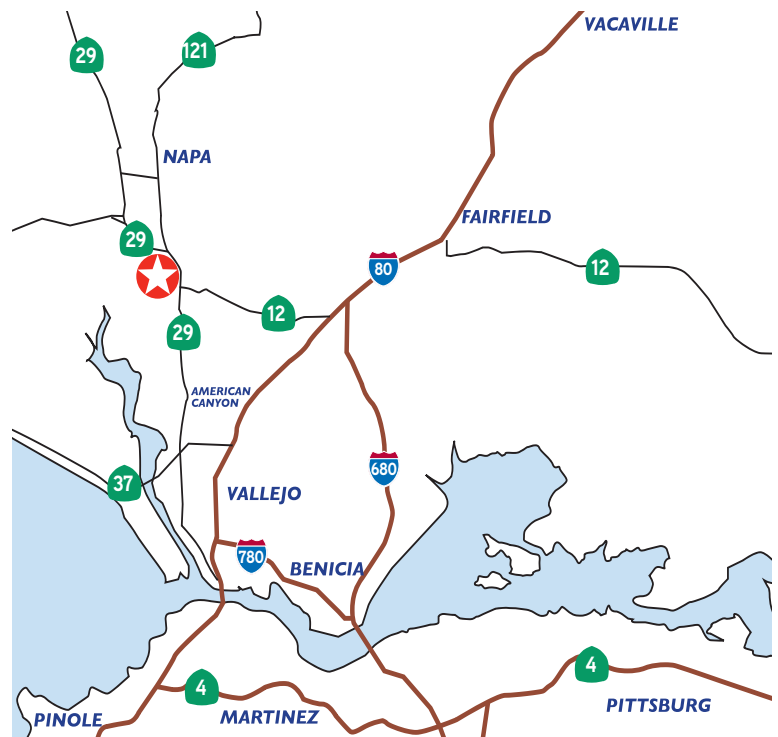 VACAVILLE
29
121
NAPA
FAIRFIELD
29
80
12
12
29
AMERICAN
CANYON
680
37
VALLEJO
780
BENICIA
4
4
PITTSBURG
PINOLE
MARTINEZ